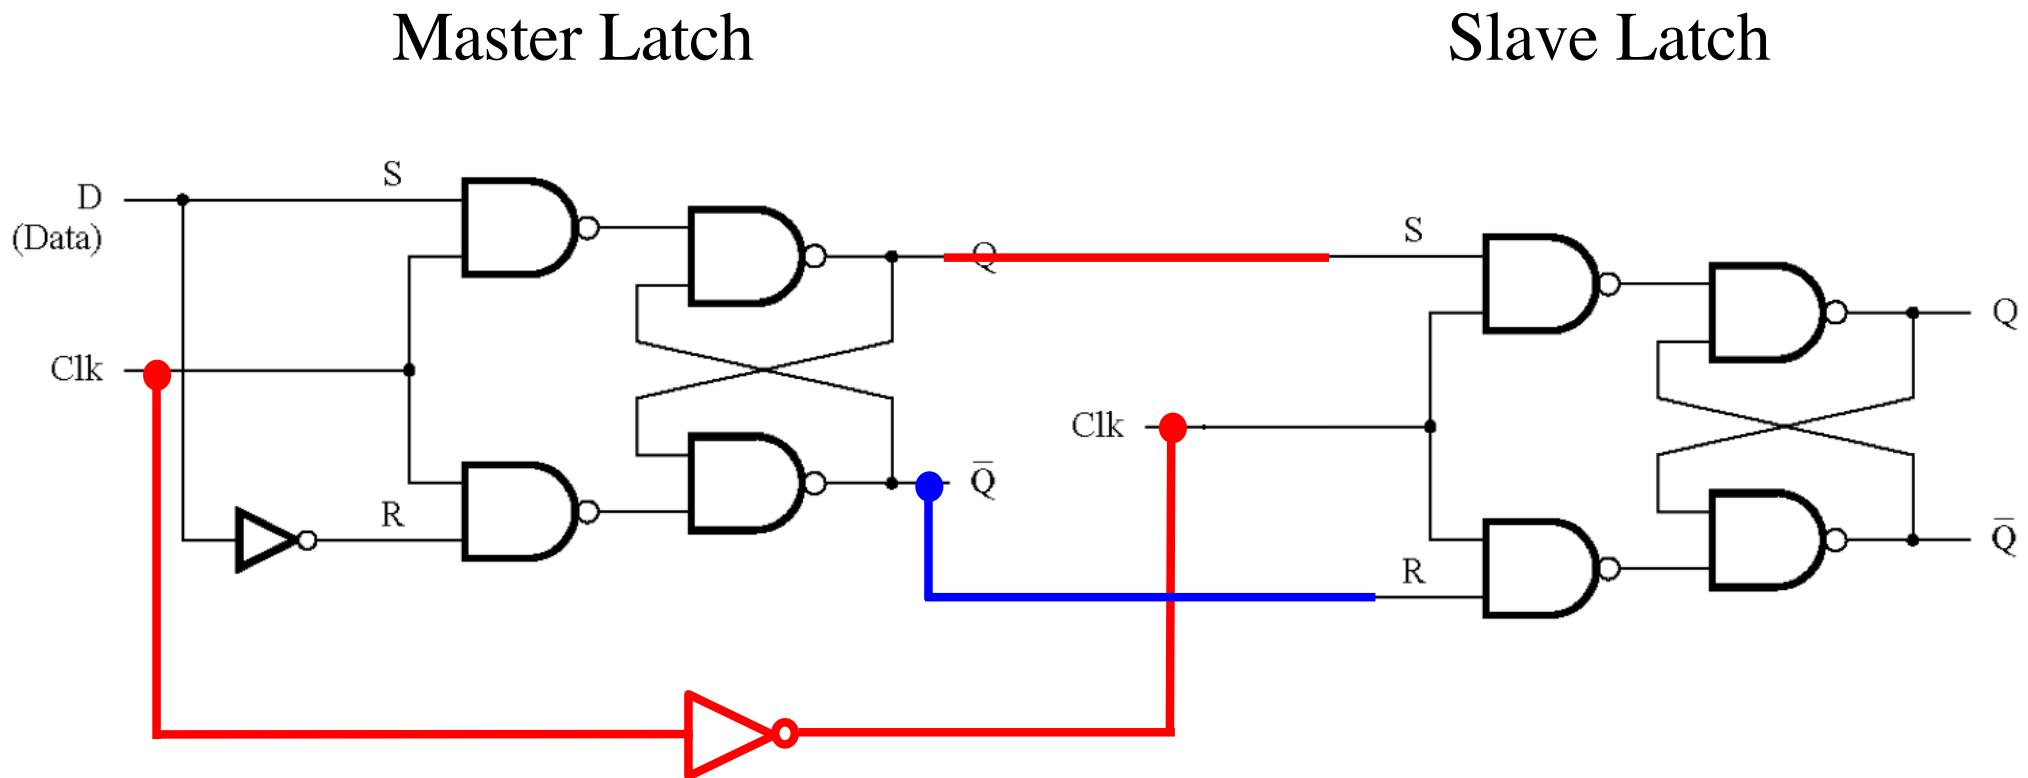 Master Latch
Slave Latch
D
(Data)
S
Clk
R
Q
Q̅
S
Clk
R
Q
Q̅